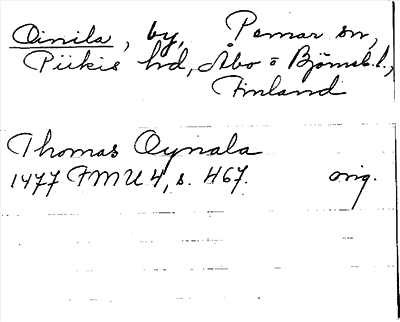 Oinila, by, Pemar sn,
Piikis hd, Åbo o Björneb. l.,
Finland
Thomas Oynala
1477 FMU 4, s. 467. orig.